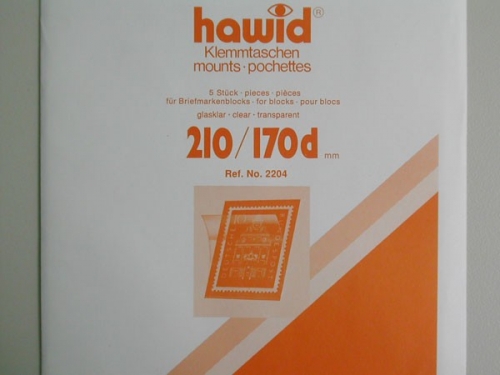 hawid®
Klemmtaschen
mounts · pochettes
5 Stück · pieces · pièces
für Briefmarkenblocks · for blocks · pour blocs
glasklar · clear · transparent
210/170d mm
Ref. No. 2204